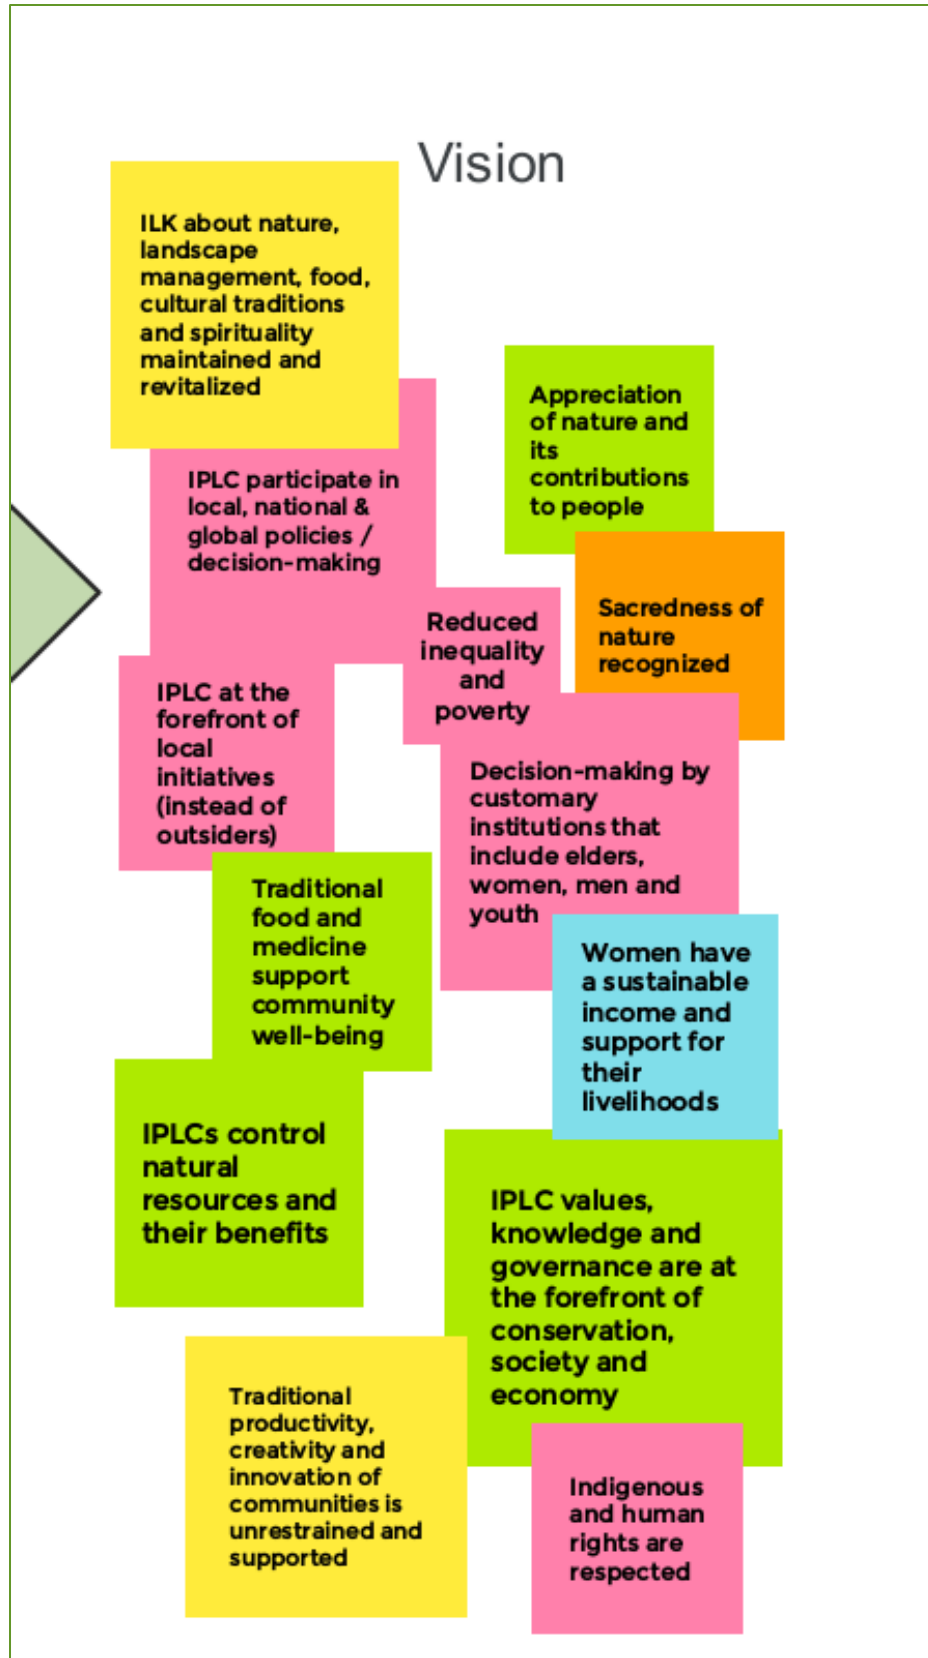 Vision
ILK about nature,
landscape
management, food,
cultural traditions
and spirituality
maintained and
revitalized
Appreciation
of nature and
its
contributions
to people
IPLC participate in
local, national &
global policies /
decision-making
Sacredness of
nature
recognized
Reduced
inequality
and
poverty
IPLC at the
forefront of
local
initiatives
(instead of
outsiders)
Decision-making by
customary
institutions that
include elders,
women, men and
youth
Traditional
food and
medicine
support
community
well-being
Women have
a sustainable
income and
support for
their
livelihoods
IPLCs control
natural
resources and
their benefits
IPLC values,
knowledge and
governance are at
the forefront of
conservation,
society and
economy
Traditional
productivity,
creativity and
innovation of
communities is
unrestrained and
supported
Indigenous
and human
rights are
respected